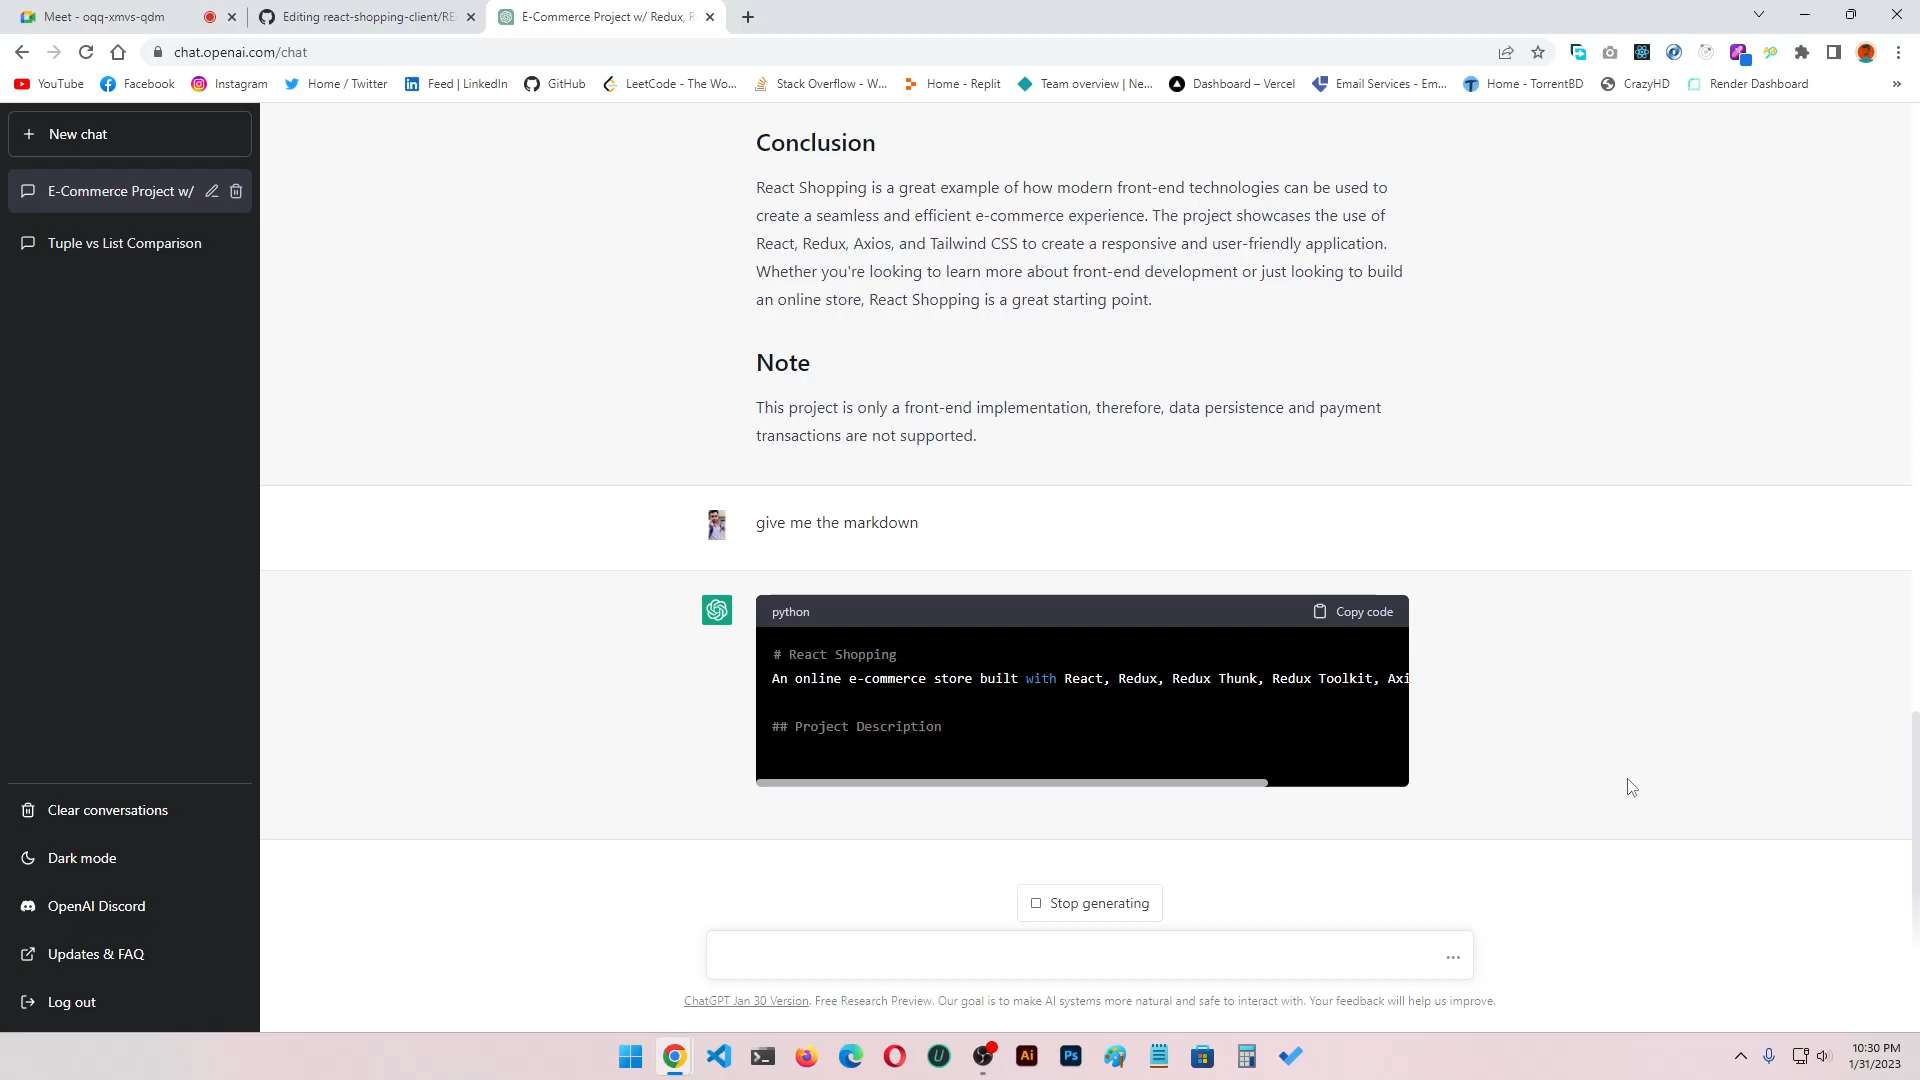 Meet - oqq-xmvs-qdm
Editing react-shopping-client/RE
E-Commerce Project w/ Redux, R
chat.openai.com/chat
YouTube
Facebook
Instagram
Home / Twitter
Feed | LinkedIn
GitHub
LeetCode - The Wo...
Stack Overflow - W...
Home - Replit
Team overview | Ne...
Dashboard – Vercel
Email Services - Em...
Home - TorrentBD
CrazyHD
Render Dashboard
»
New chat
E-Commerce Project w/
Tuple vs List Comparison
Clear conversations
Dark mode
OpenAI Discord
Updates & FAQ
Log out
Conclusion
React Shopping is a great example of how modern front-end technologies can be used to
create a seamless and efficient e-commerce experience. The project showcases the use of
React, Redux, Axios, and Tailwind CSS to create a responsive and user-friendly application.
Whether you're looking to learn more about front-end development or just looking to build
an online store, React Shopping is a great starting point.
Note
This project is only a front-end implementation, therefore, data persistence and payment
transactions are not supported.
give me the markdown
python
Copy code
# React Shopping
An online e-commerce store built with React, Redux, Redux Thunk, Redux Toolkit, Axi
## Project Description
Stop generating
ChatGPT Jan 30 Version. Free Research Preview. Our goal is to make AI systems more natural and safe to interact with. Your feedback will help us improve.
Ai
Ps
10:30 PM
1/31/2023